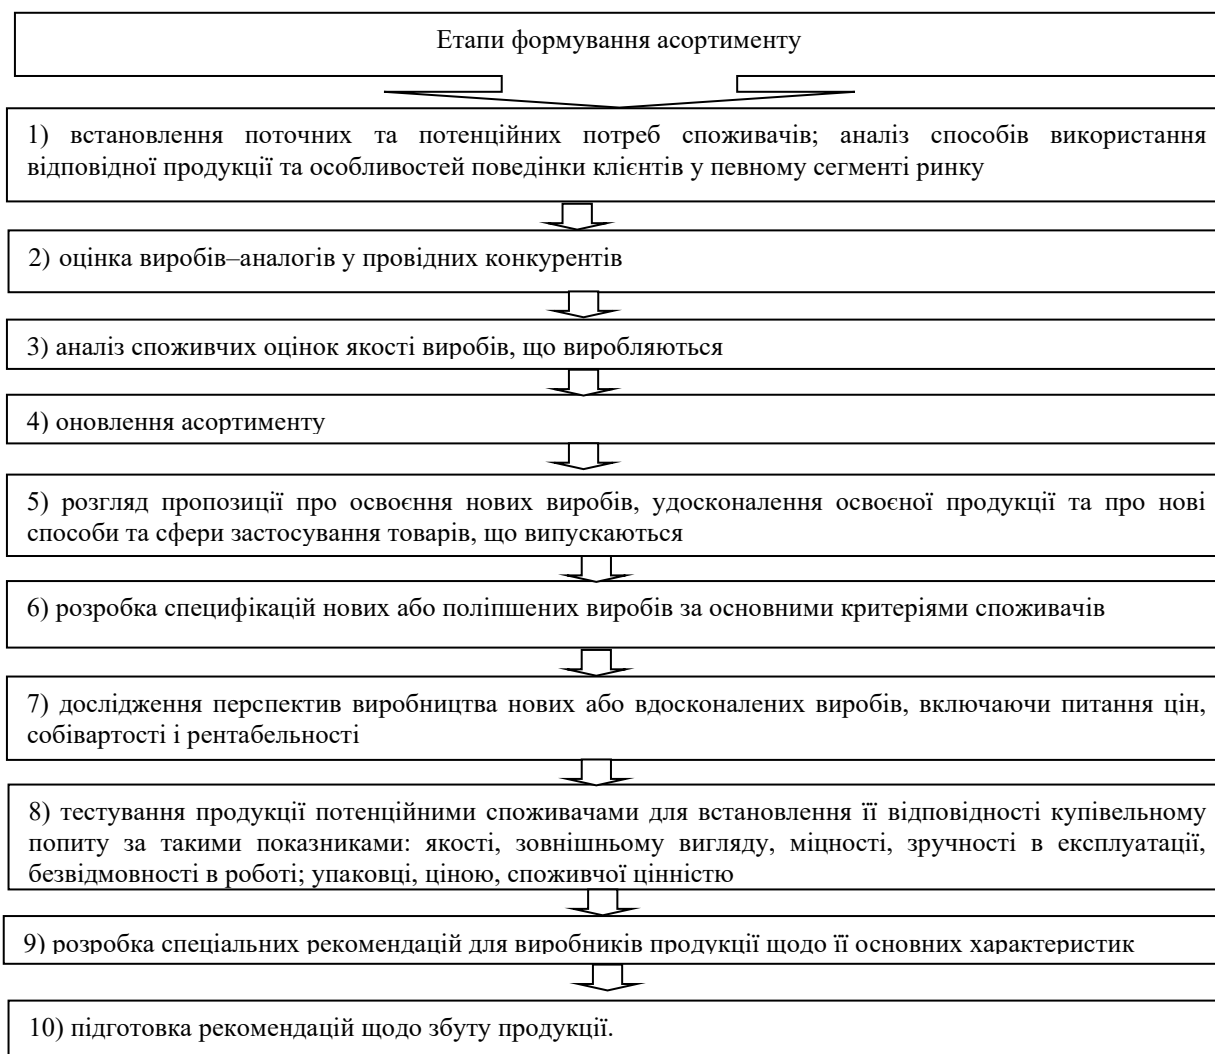 Етапи формування асортименту
1) встановлення поточних та потенційних потреб споживачів; аналіз способів використання
відповідної продукції та особливостей поведінки клієнтів у певному сегменті ринку
2) оцінка виробів–аналогів у провідних конкурентів
3) аналіз споживчих оцінок якості виробів, що виробляються
4) оновлення асортименту
5) розгляд пропозиції про освоєння нових виробів, удосконалення освоєної продукції та про нові
способи та сфери застосування товарів, що випускаються
6) розробка специфікацій нових або поліпшених виробів за основними критеріями споживачів
7) дослідження перспектив виробництва нових або вдосконалених виробів, включаючи питання цін,
собівартості і рентабельності
8) тестування продукції потенційними споживачами для встановлення її відповідності купівельному
попиту за такими показниками: якості, зовнішньому вигляду, міцності, зручності в експлуатації,
безвідмовності в роботі; упаковці, ціною, споживчої цінністю
9) розробка спеціальних рекомендацій для виробників продукції щодо її основних характеристик
10) підготовка рекомендацій щодо збуту продукції.